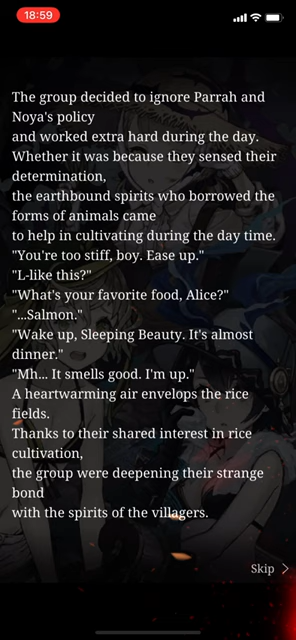 18:59
The group decided to ignore Parrah and
Noya's policy
and worked extra hard during the day.
Whether it was because they sensed their
determination,
the earthbound spirits who borrowed the
forms of animals came
to help in cultivating during the day time.
"You're too stiff, boy. Ease up."
"L-like this?"
"What's your favorite food, Alice?"
"...Salmon."
"Wake up, Sleeping Beauty. It's almost
dinner."
"Mh... It smells good. I'm up."
A heartwarming air envelops the rice
fields.
Thanks to their shared interest in rice
cultivation,
the group were deepening their strange
bond
with the spirits of the villagers.
Skip